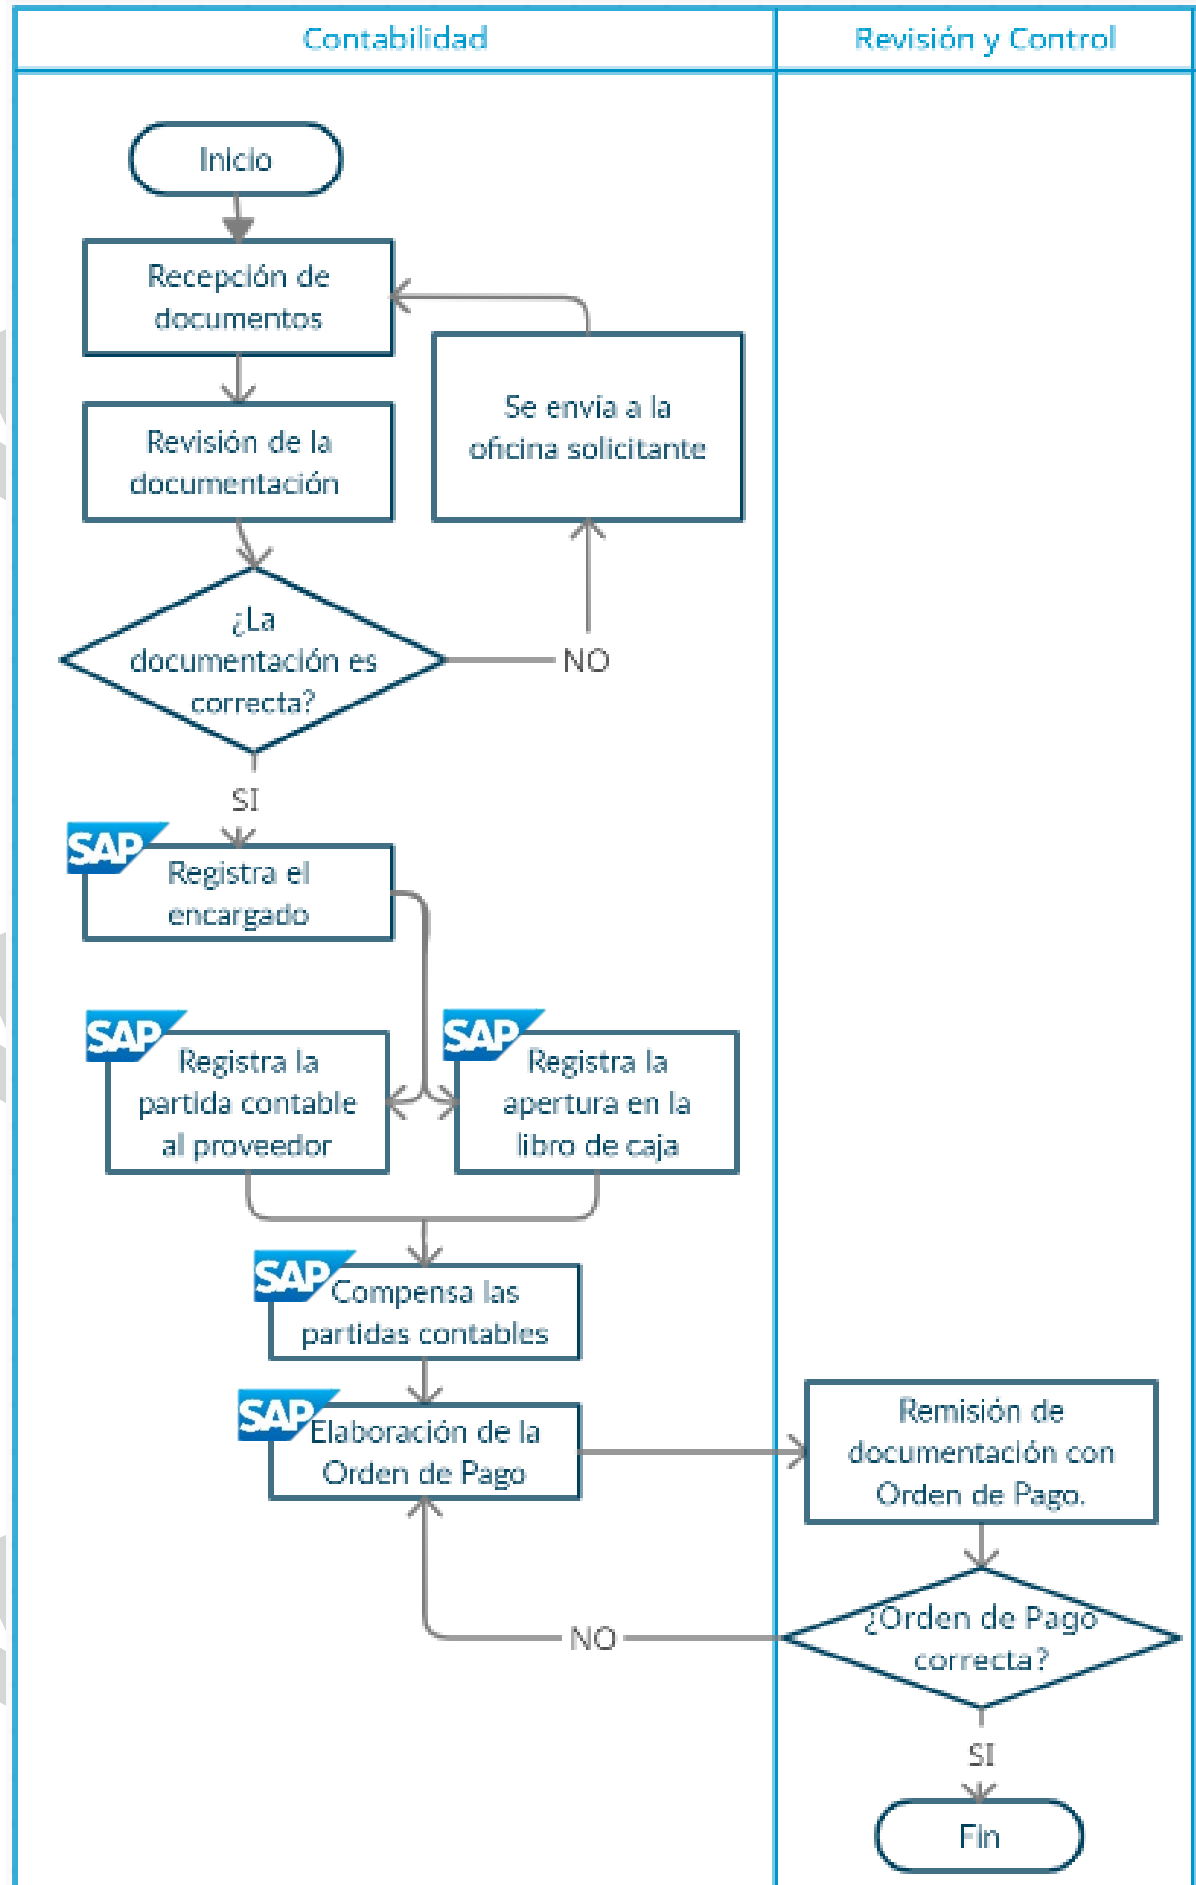 Contabilidad
Revisión y Control
Inicio
Recepción de
documentos
Se envía a la
oficina solicitante
Revisión de la
documentación
¿La
documentación es
correcta?
NO
SI
SAP
Registra el
encargado
SAP
Registra la
partida contable
al proveedor
SAP
Registra la
apertura en la
libro de caja
SAP
Compensa las
partidas contables
SAP
Elaboración de la
Orden de Pago
Remisión de
documentación con
Orden de Pago.
¿Orden de Pago
correcta?
NO
SI
Fin